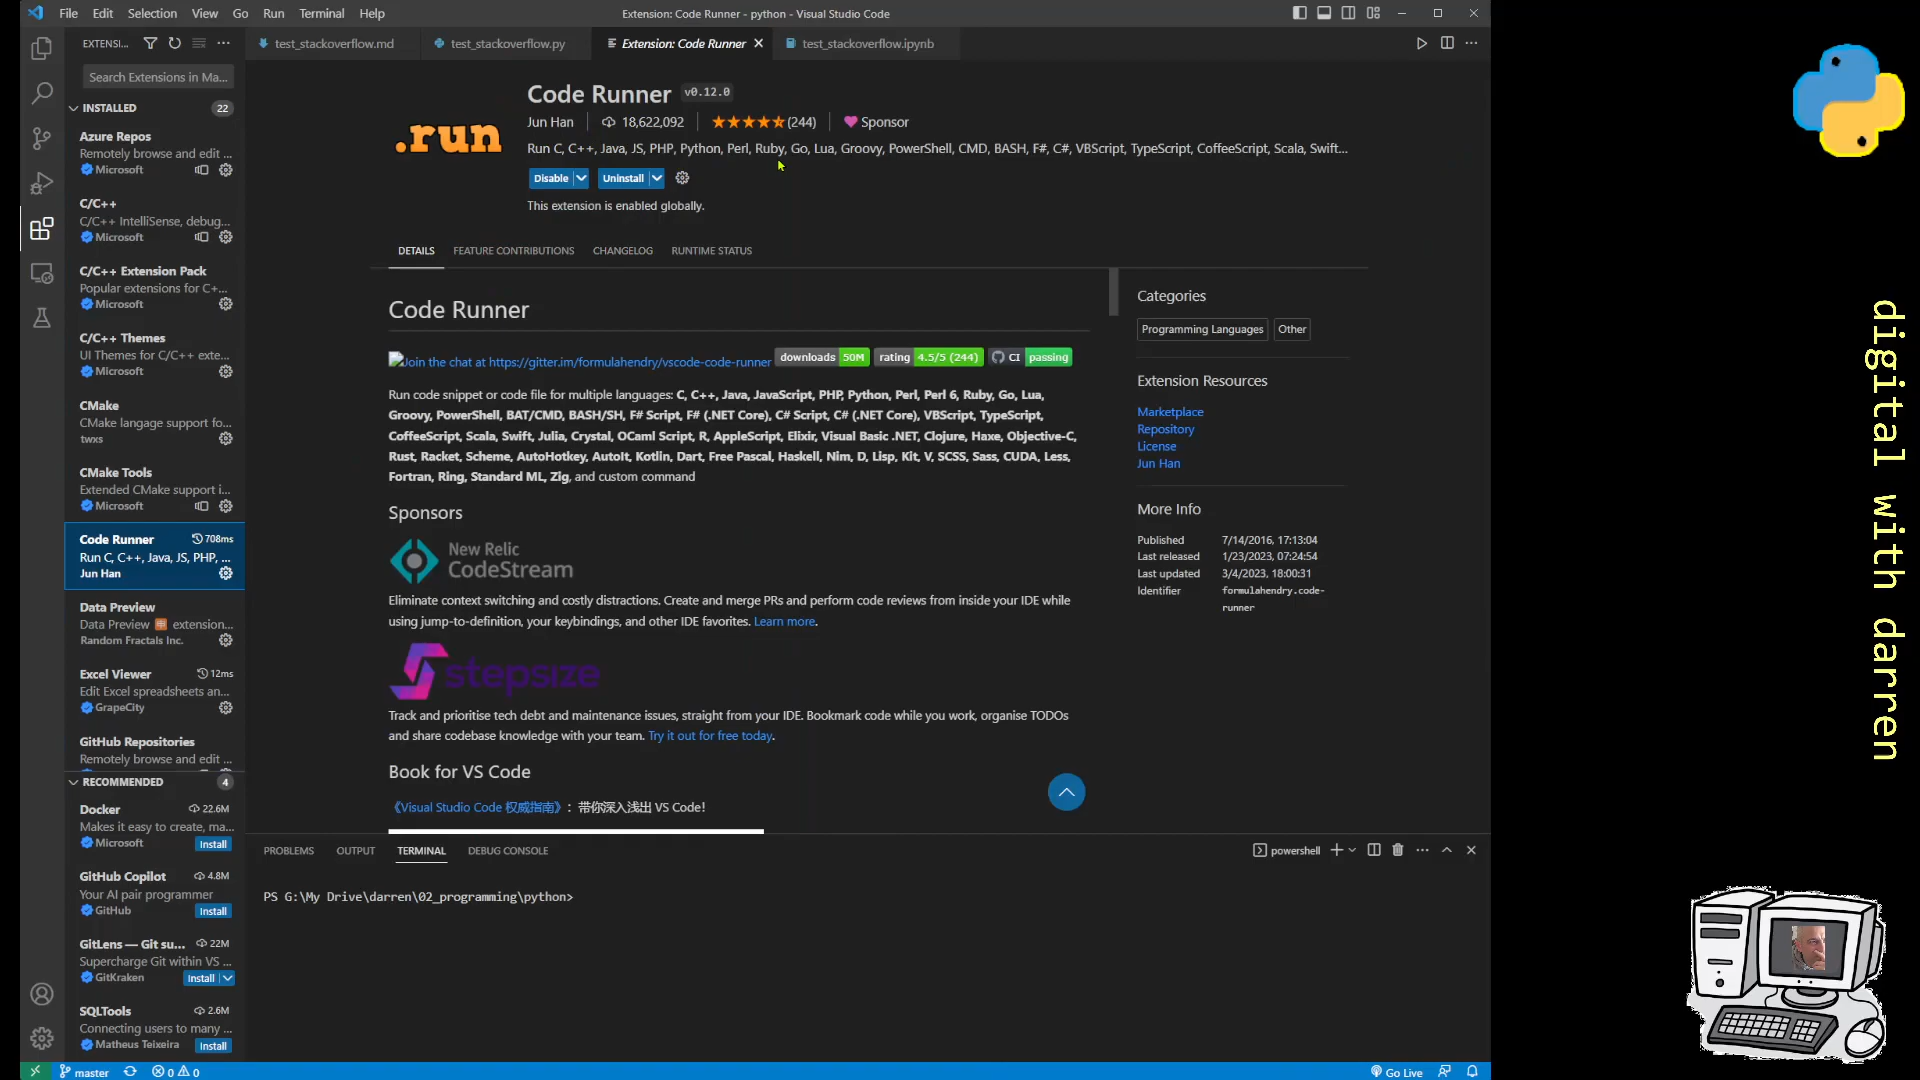 File Edit Selection View Go Run Terminal Help
Extension: Code Runner - python - Visual Studio Code
EXTENSI...
test_stackoverflow.md
test_stackoverflow.py
Extension: Code Runner
test_stackoverflow.ipynb
Search Extensions in Ma...
INSTALLED 22
Azure Repos
Remotely browse and edit ...
Microsoft
C/C++
C/C++ IntelliSense, debug...
Microsoft
C/C++ Extension Pack
Popular extensions for C+...
Microsoft
C/C++ Themes
UI Themes for C/C++ exte...
Microsoft
CMake
CMake langage support fo...
twxs
CMake Tools
Extended CMake support i...
Microsoft
Code Runner 708ms
Run C, C++, Java, JS, PHP, ...
Jun Han
Data Preview
Data Preview extension...
Random Fractals Inc.
Excel Viewer 12ms
Edit Excel spreadsheets an...
GrapeCity
GitHub Repositories
Remotely browse and edit ...
RECOMMENDED 4
Docker 22.6M
Makes it easy to create, ma...
Microsoft Install
GitHub Copilot 4.8M
Your AI pair programmer
GitHub Install
GitLens — Git su... 22M
Supercharge Git within VS ...
GitKraken Install
SQLTools 2.6M
Connecting users to many ...
Matheus Teixeira Install
.run
Code Runner v0.12.0
Jun Han 18,622,092 (244) Sponsor
Run C, C++, Java, JS, PHP, Python, Perl, Ruby, Go, Lua, Groovy, PowerShell, CMD, BASH, F#, C#, VBScript, TypeScript, CoffeeScript, Scala, Swift...
Disable Uninstall
This extension is enabled globally.
DETAILS FEATURE CONTRIBUTIONS CHANGELOG RUNTIME STATUS
Code Runner
Join the chat at https://gitter.im/formulahendry/vscode-code-runner downloads 50M rating 4.5/5 (244) CI passing
Run code snippet or code file for multiple languages: C, C++, Java, JavaScript, PHP, Python, Perl, Perl 6, Ruby, Go, Lua,
Groovy, PowerShell, BAT/CMD, BASH/SH, F# Script, F# (.NET Core), C# Script, C# (.NET Core), VBScript, TypeScript,
CoffeeScript, Scala, Swift, Julia, Crystal, OCaml Script, R, AppleScript, Elixir, Visual Basic .NET, Clojure, Haxe, Objective-C,
Rust, Racket, Scheme, AutoHotkey, AutoIt, Kotlin, Dart, Free Pascal, Haskell, Nim, D, Lisp, Kit, V, SCSS, Sass, CUDA, Less,
Fortran, Ring, Standard ML, Zig, and custom command
Sponsors
New Relic
CodeStream
Eliminate context switching and costly distractions. Create and merge PRs and perform code reviews from inside your IDE while
using jump-to-definition, your keybindings, and other IDE favorites. Learn more.
stepsize
Track and prioritise tech debt and maintenance issues, straight from your IDE. Bookmark code while you work, organise TODOs
and share codebase knowledge with your team. Try it out for free today.
Book for VS Code
《Visual Studio Code 权威指南》：带你深入浅出 VS Code!
Categories
Programming Languages Other
Extension Resources
Marketplace
Repository
License
Jun Han
More Info
Published 7/14/2016, 17:13:04
Last released 1/23/2023, 07:24:54
Last updated 3/4/2023, 18:00:31
Identifier formulahendry.code-
runner
PROBLEMS OUTPUT TERMINAL DEBUG CONSOLE
powershell
PS G:\My Drive\darren\02_programming\python>
master 0 0
Go Live
digital with darren